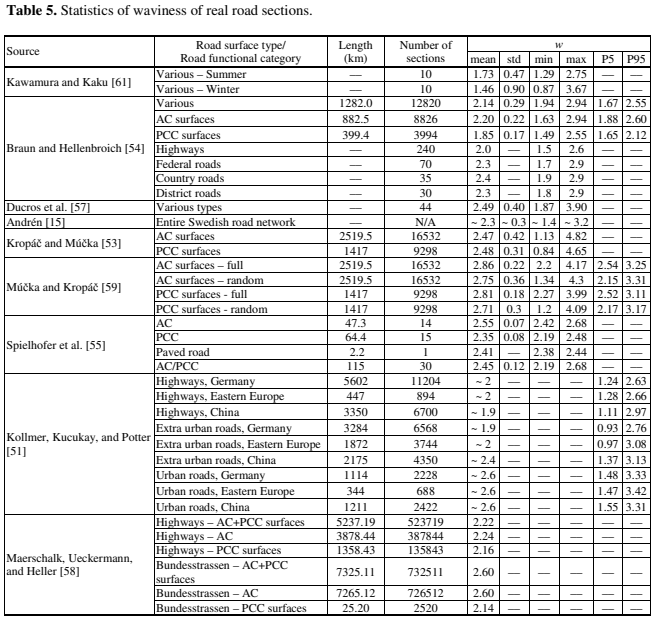 Table 5. Statistics of waviness of real road sections.
Source Road surface type/ Road functional category Length (km) Number of sections w
mean std min max P5 P95
Kawamura and Kaku [61] Various – Summer — 10 1.73 0.47 1.29 2.75 — —
Various – Winter — 10 1.46 0.90 0.87 3.67 — —
Braun and Hellenbroich [54] Various 1282.0 12820 2.14 0.29 1.94 2.94 1.67 2.55
AC surfaces 882.5 8826 2.20 0.22 1.63 2.94 1.88 2.60
PCC surfaces 399.4 3994 1.85 0.17 1.49 2.55 1.65 2.12
Highways — 240 2.0 — 1.5 2.6 — —
Federal roads — 70 2.3 — 1.7 2.9 — —
Country roads — 35 2.4 — 1.9 2.9 — —
District roads — 30 2.3 — 1.8 2.9 — —
Ducros et al. [57] Various types — 44 2.49 0.40 1.87 3.90 — —
Andrén [15] Entire Swedish road network — N/A ~ 2.3 ~ 0.3 ~ 1.4 ~ 3.2 — —
Kropáč and Múčka [53] AC surfaces 2519.5 16532 2.47 0.42 1.13 4.82 — —
PCC surfaces 1417 9298 2.48 0.31 0.84 4.65 — —
Múčka and Kropáč [59] AC surfaces – full 2519.5 16532 2.86 0.22 2.2 4.17 2.54 3.25
AC surfaces – random 2519.5 16532 2.75 0.36 1.34 4.3 2.15 3.31
PCC surfaces - full 1417 9298 2.81 0.18 2.27 3.99 2.52 3.11
PCC surfaces - random 1417 9298 2.71 0.3 1.2 4.09 2.17 3.17
Spielhofer et al. [55] AC 47.3 14 2.55 0.07 2.42 2.68 — —
PCC 64.4 15 2.35 0.08 2.19 2.48 — —
Paved road 2.2 1 2.41 — 2.38 2.44 — —
AC/PCC 115 30 2.45 0.12 2.19 2.68 — —
Kollmer, Kucukay, and Potter [51] Highways, Germany 5602 11204 ~ 2 — — — 1.24 2.63
Highways, Eastern Europe 447 894 ~ 2 — — — 1.28 2.66
Highways, China 3350 6700 ~ 1.9 — — — 1.11 2.97
Extra urban roads, Germany 3284 6568 ~ 1.9 — — — 0.93 2.76
Extra urban roads, Eastern Europe 1872 3744 ~ 2 — — — 0.97 3.08
Extra urban roads, China 2175 4350 ~ 2.4 — — — 1.37 3.13
Urban roads, Germany 1114 2228 ~ 2.6 — — — 1.48 3.33
Urban roads, Eastern Europe 344 688 ~ 2.6 — — — 1.47 3.42
Urban roads, China 1211 2422 ~ 2.6 — — — 1.55 3.31
Maerschalk, Ueckermann, and Heller [58] Highways – AC+PCC surfaces 5237.19 523719 2.22 — — — — —
Highways – AC 3878.44 387844 2.24 — — — — —
Highways – PCC surfaces 1358.43 135843 2.16 — — — — —
Bundesstrassen – AC+PCC surfaces 7325.11 732511 2.60 — — — — —
Bundesstrassen – AC 7265.12 726512 2.60 — — — — —
Bundesstrassen – PCC surfaces 25.20 2520 2.14 — — — — —